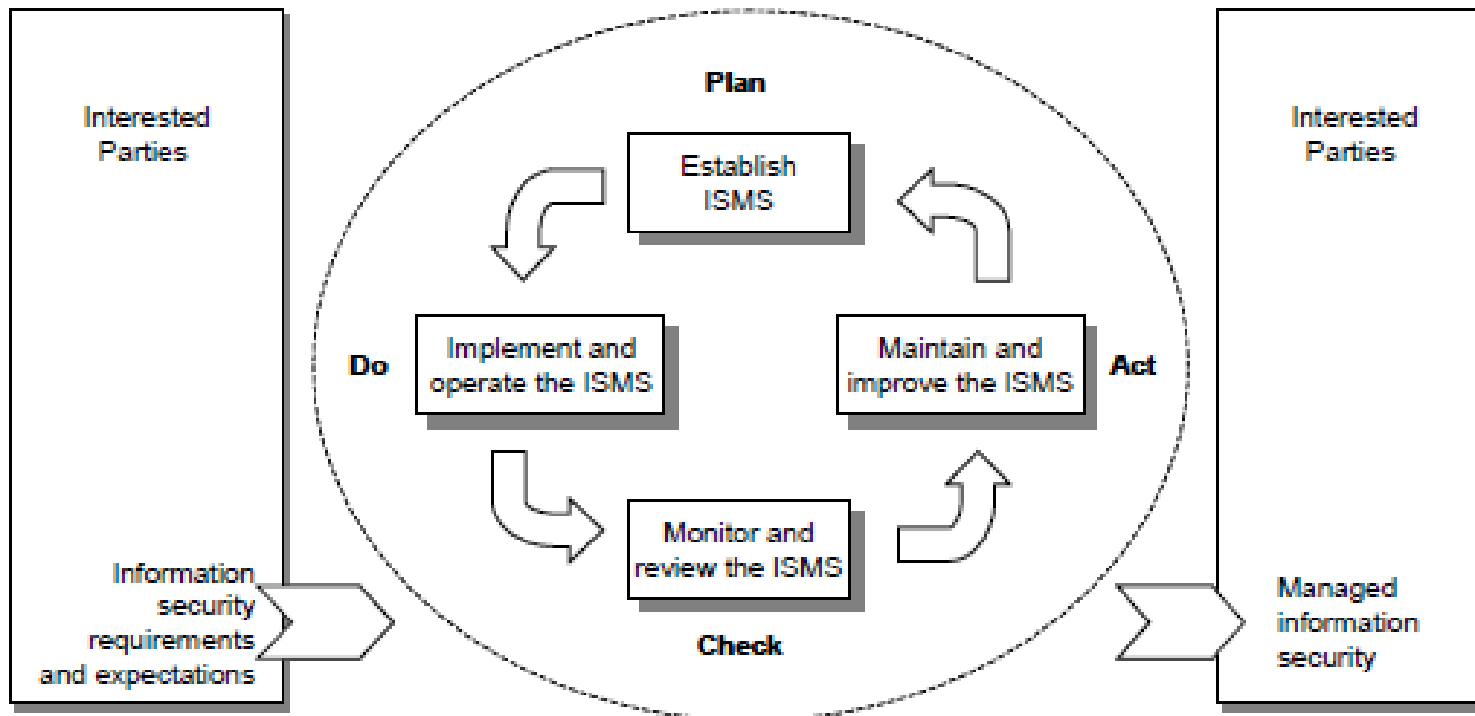 Interested
Parties
Information
security
requirements
and expectations
Plan
Establish
ISMS
Do
Implement and
operate the ISMS
Maintain and
improve the ISMS
Act
Monitor and
review the ISMS
Check
Interested
Parties
Managed
information
security